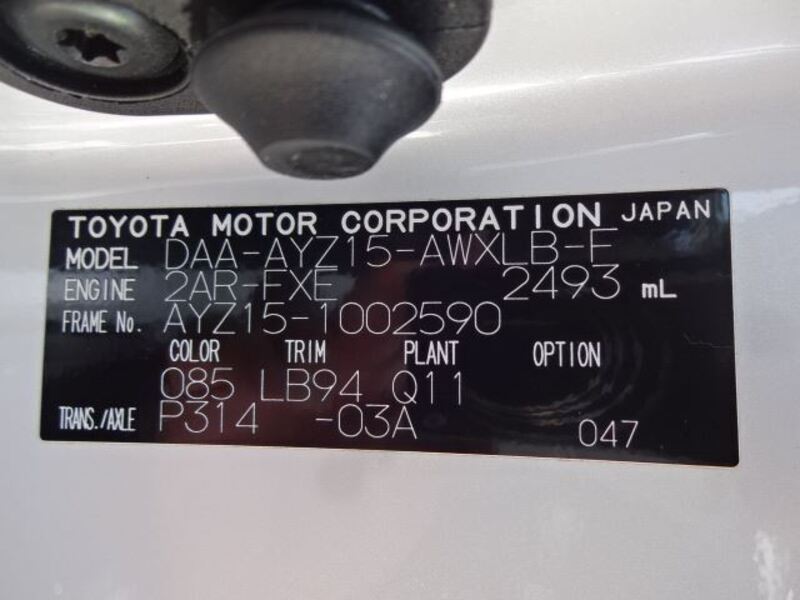 TOYOTA MOTOR CORPORATION JAPAN
MODEL DAA-AYZ15-AWXLB-F
ENGINE 2AR-FXE 2493 mL
FRAME No. AYZ15-1002590
COLOR TRIM PLANT OPTION
085 LB94 Q11
TRANS./AXLE P314 -03A 047